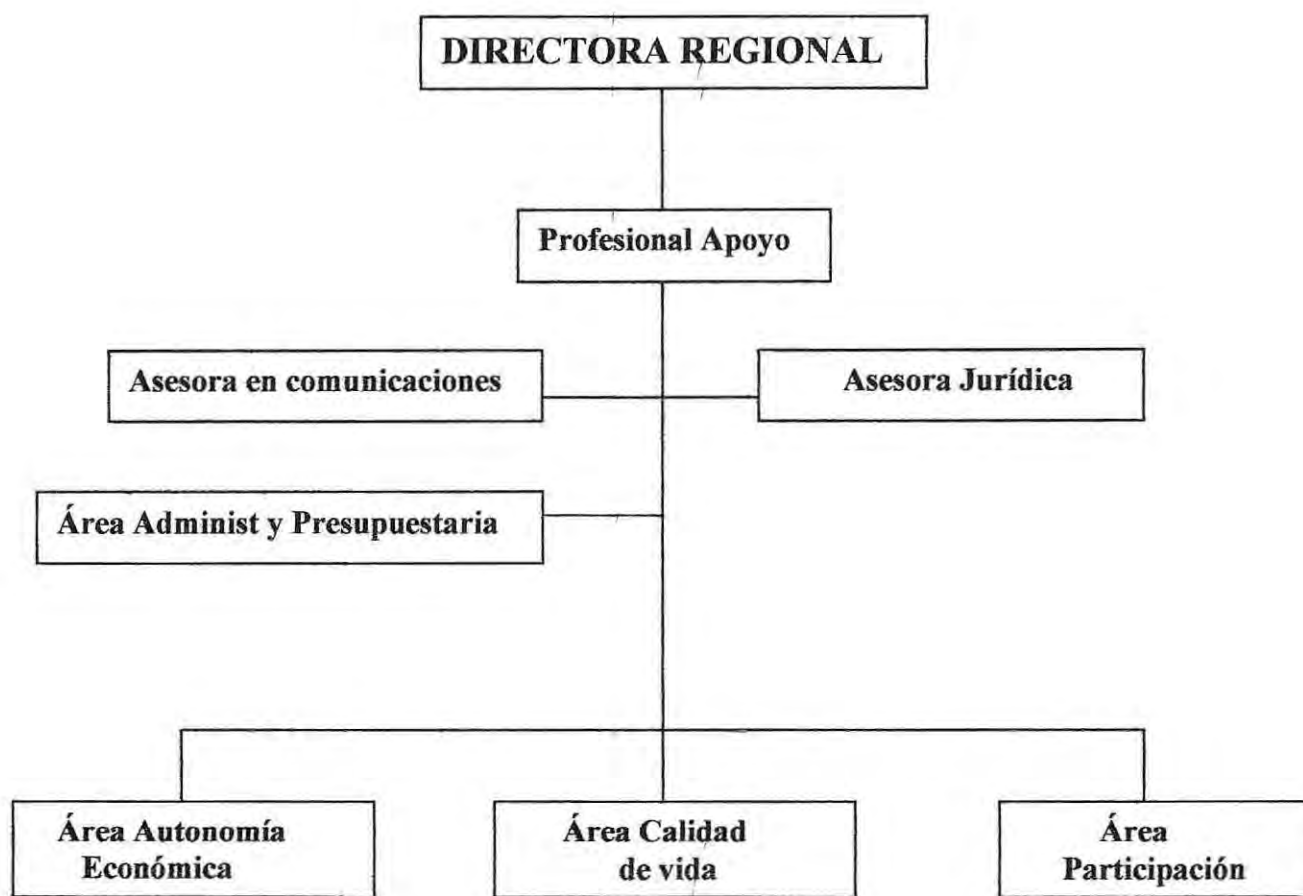 DIRECTORA REGIONAL
Profesional Apoyo
Asesora en comunicaciones
Asesora Jurídica
Área Administ y Presupuestaria
Área Autonomía
Económica
Área Calidad
de vida
Área
Participación